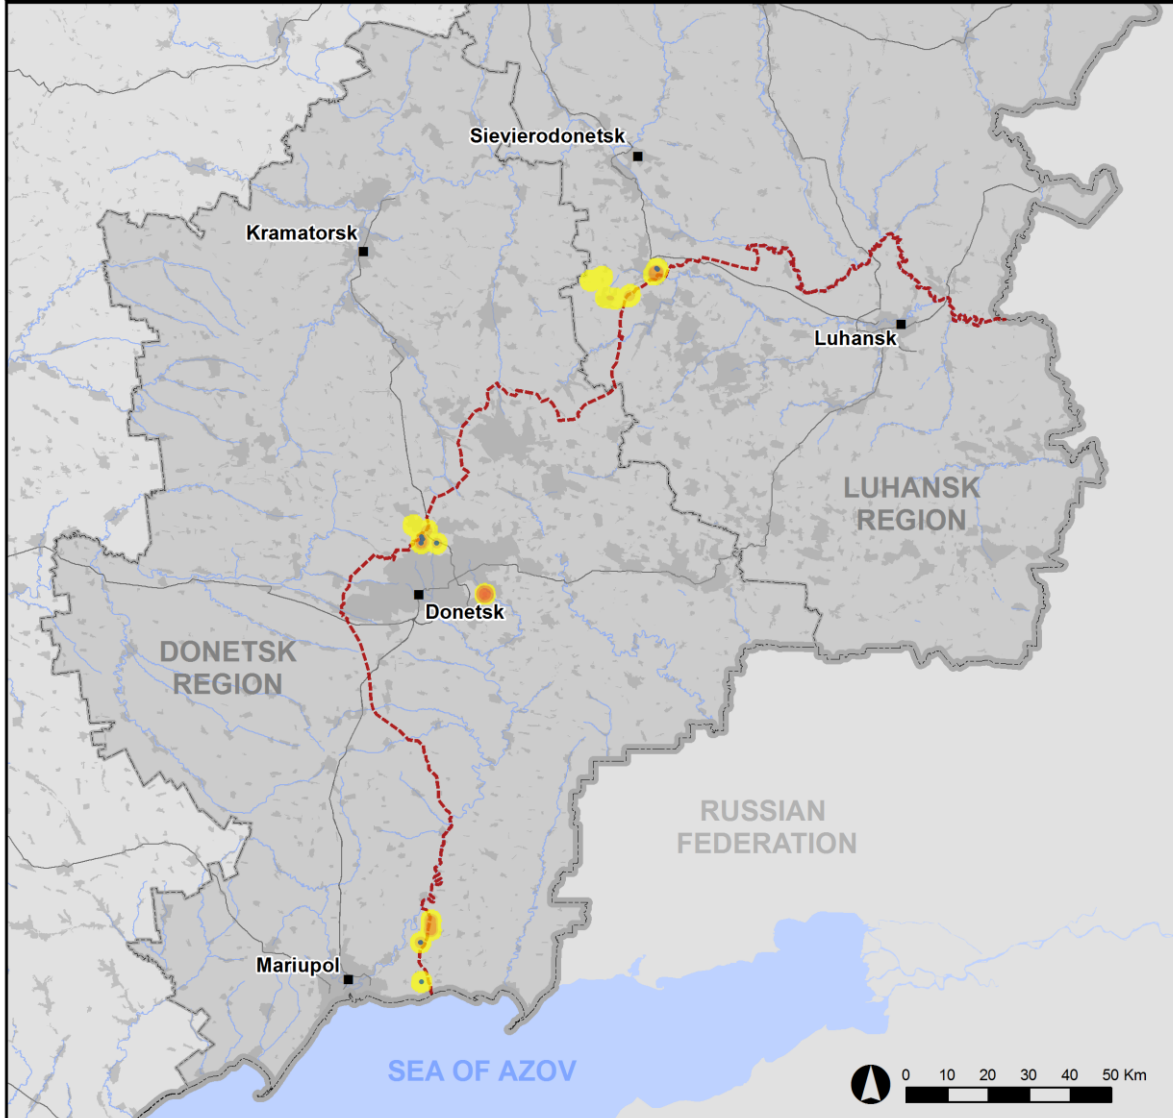 Sievierodonetsk
Kramatorsk
Luhansk
LUHANSK
REGION
Donetsk
DONETSK
REGION
RUSSIAN
FEDERATION
Mariupol
SEA OF AZOV
0 10 20 30 40 50 Km